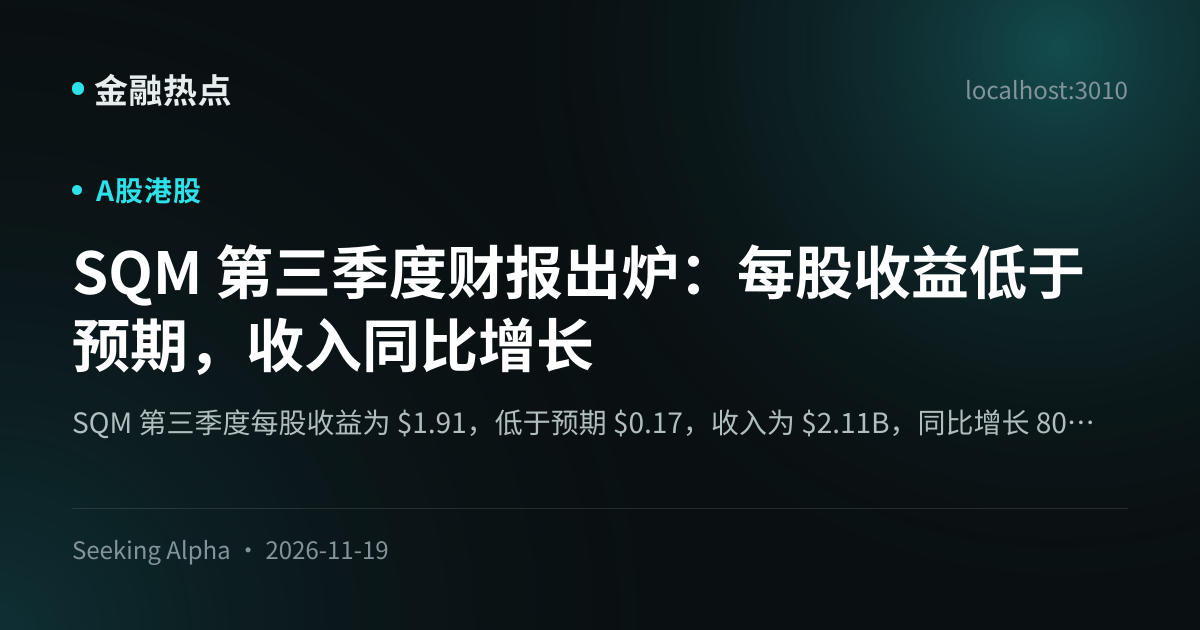 金融热点
localhost:3010
A股港股
SQM 第三季度财报出炉：每股收益低于
预期，收入同比增长
SQM 第三季度每股收益为 $1.91，低于预期 $0.17，收入为 $2.11B，同比增长 80…
Seeking Alpha · 2026-11-19